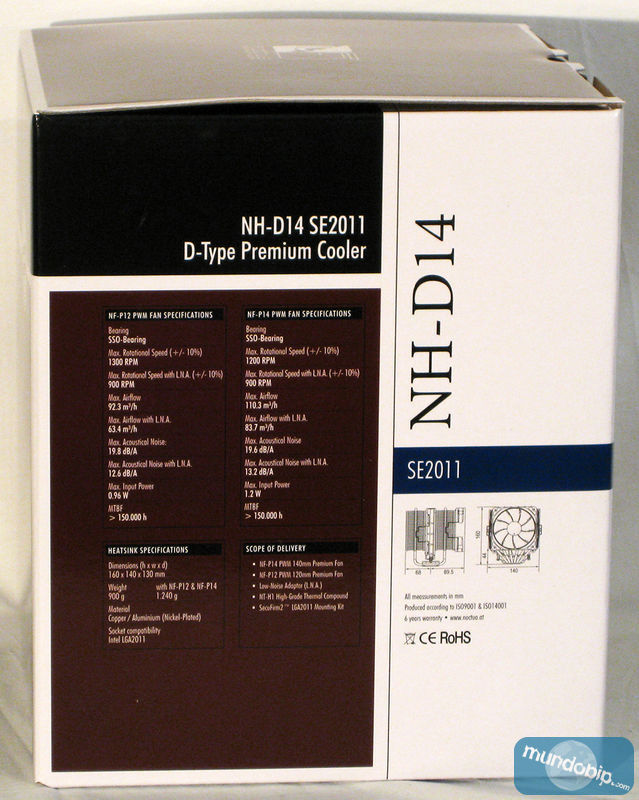 NH-D14 SE2011
D-Type Premium Cooler
NF-P12 PWM FAN SPECIFICATIONS
Bearing
SSO-Bearing
Max. Rotational Speed (+/- 10%)
1300 RPM
Max. Rotational Speed with L.N.A. (+/- 10%)
900 RPM
Max. Airflow
92.3 m³/h
Max. Airflow with L.N.A.
63.4 m³/h
Max. Acoustical Noise:
19.8 dB/A
Max. Acoustical Noise with L.N.A.
12.6 dB/A
Max. Input Power
0.96 W
MTBF
> 150.000 h
NF-P14 PWM FAN SPECIFICATIONS
Bearing
SSO-Bearing
Max. Rotational Speed (+/- 10%)
1200 RPM
Max. Rotational Speed with L.N.A. (+/- 10%)
900 RPM
Max. Airflow
110.3 m³/h
Max. Airflow with L.N.A.
83.7 m³/h
Max. Acoustical Noise
19.6 dB/A
Max. Acoustical Noise with L.N.A.
13.2 dB/A
Max. Input Power
1.2 W
MTBF
> 150.000 h
HEATSINK SPECIFICATIONS
Dimensions (h x w x d)
160 x 140 x 130 mm
Weight with NF-P12 & NF-P14
900 g 1.240 g
Material
Copper / Aluminium (Nickel-Plated)
Socket compatibility
Intel LGA2011
SCOPE OF DELIVERY
• NF-P14 PWM 140mm Premium Fan
• NF-P12 PWM 120mm Premium Fan
• Low-Noise Adaptor (L.N.A.)
• NT-H1 High-Grade Thermal Compound
• SecuFirm2™ LGA2011 Mounting Kit
NH-D14
SE2011
68 89.5
160
44
140
All measurements in mm
Produced according to ISO9001 & ISO14001
6 years warranty • www.noctua.at
CE RoHS
mundobip.com